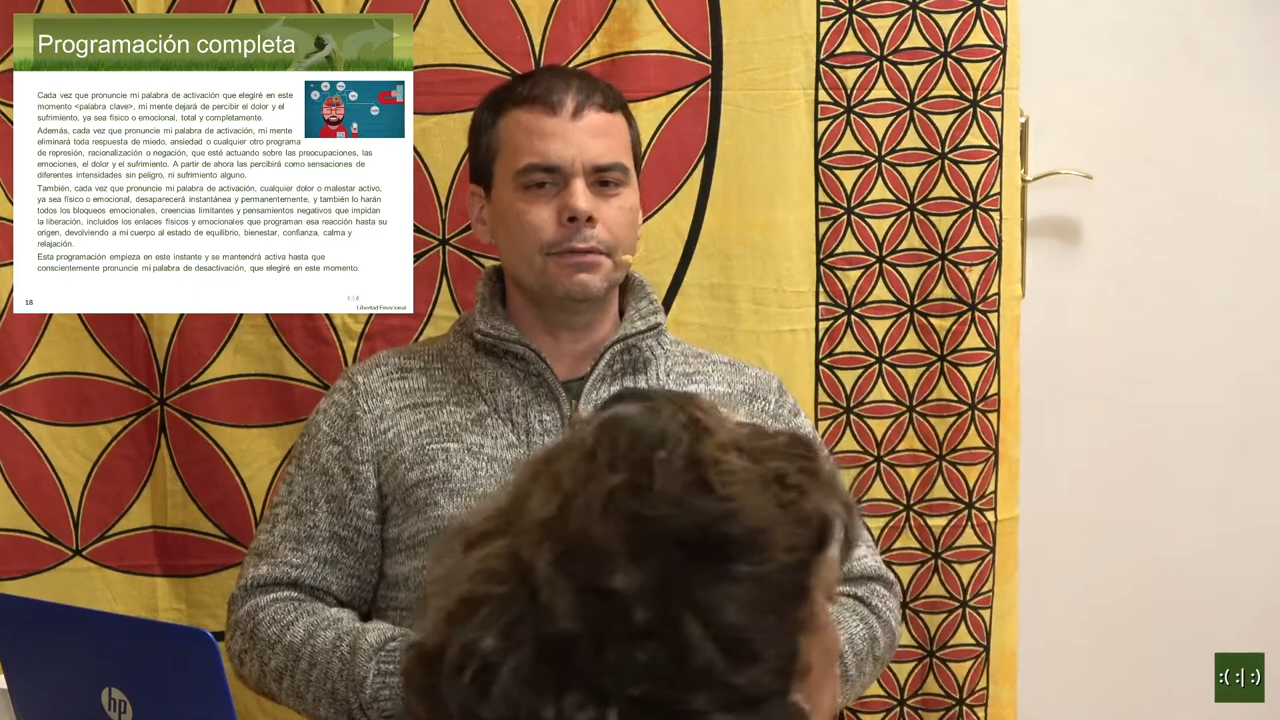 Programación completa
Cada vez que pronuncie mi palabra de activación que elegiré en este
momento <palabra clave>, mi mente dejará de percibir el dolor y el
sufrimiento, ya sea físico o emocional, total y completamente.
Además, cada vez que pronuncie mi palabra de activación, mi mente
eliminará toda respuesta de miedo, ansiedad o cualquier otro programa
de represión, racionalización o negación, que esté actuando sobre las preocupaciones, las
emociones, el dolor y el sufrimiento. A partir de ahora las percibirá como sensaciones de
diferentes intensidades sin peligro, ni sufrimiento alguno.
También, cada vez que pronuncie mi palabra de activación, cualquier dolor o malestar activo,
ya sea físico o emocional, desaparecerá instantánea y permanentemente, y también lo harán
todos los bloqueos emocionales, creencias limitantes y pensamientos negativos que impidan
la liberación, incluidos los enlaces físicos y emocionales que programan esa reacción hasta su
origen, devolviendo a mi cuerpo al estado de equilibrio, bienestar, confianza, calma y
relajación.
Esta programación empieza en este instante y se mantendrá activa hasta que
conscientemente pronuncie mi palabra de desactivación, que elegiré en este momento.
18
Libertad Emocional
hp
:( :| :)